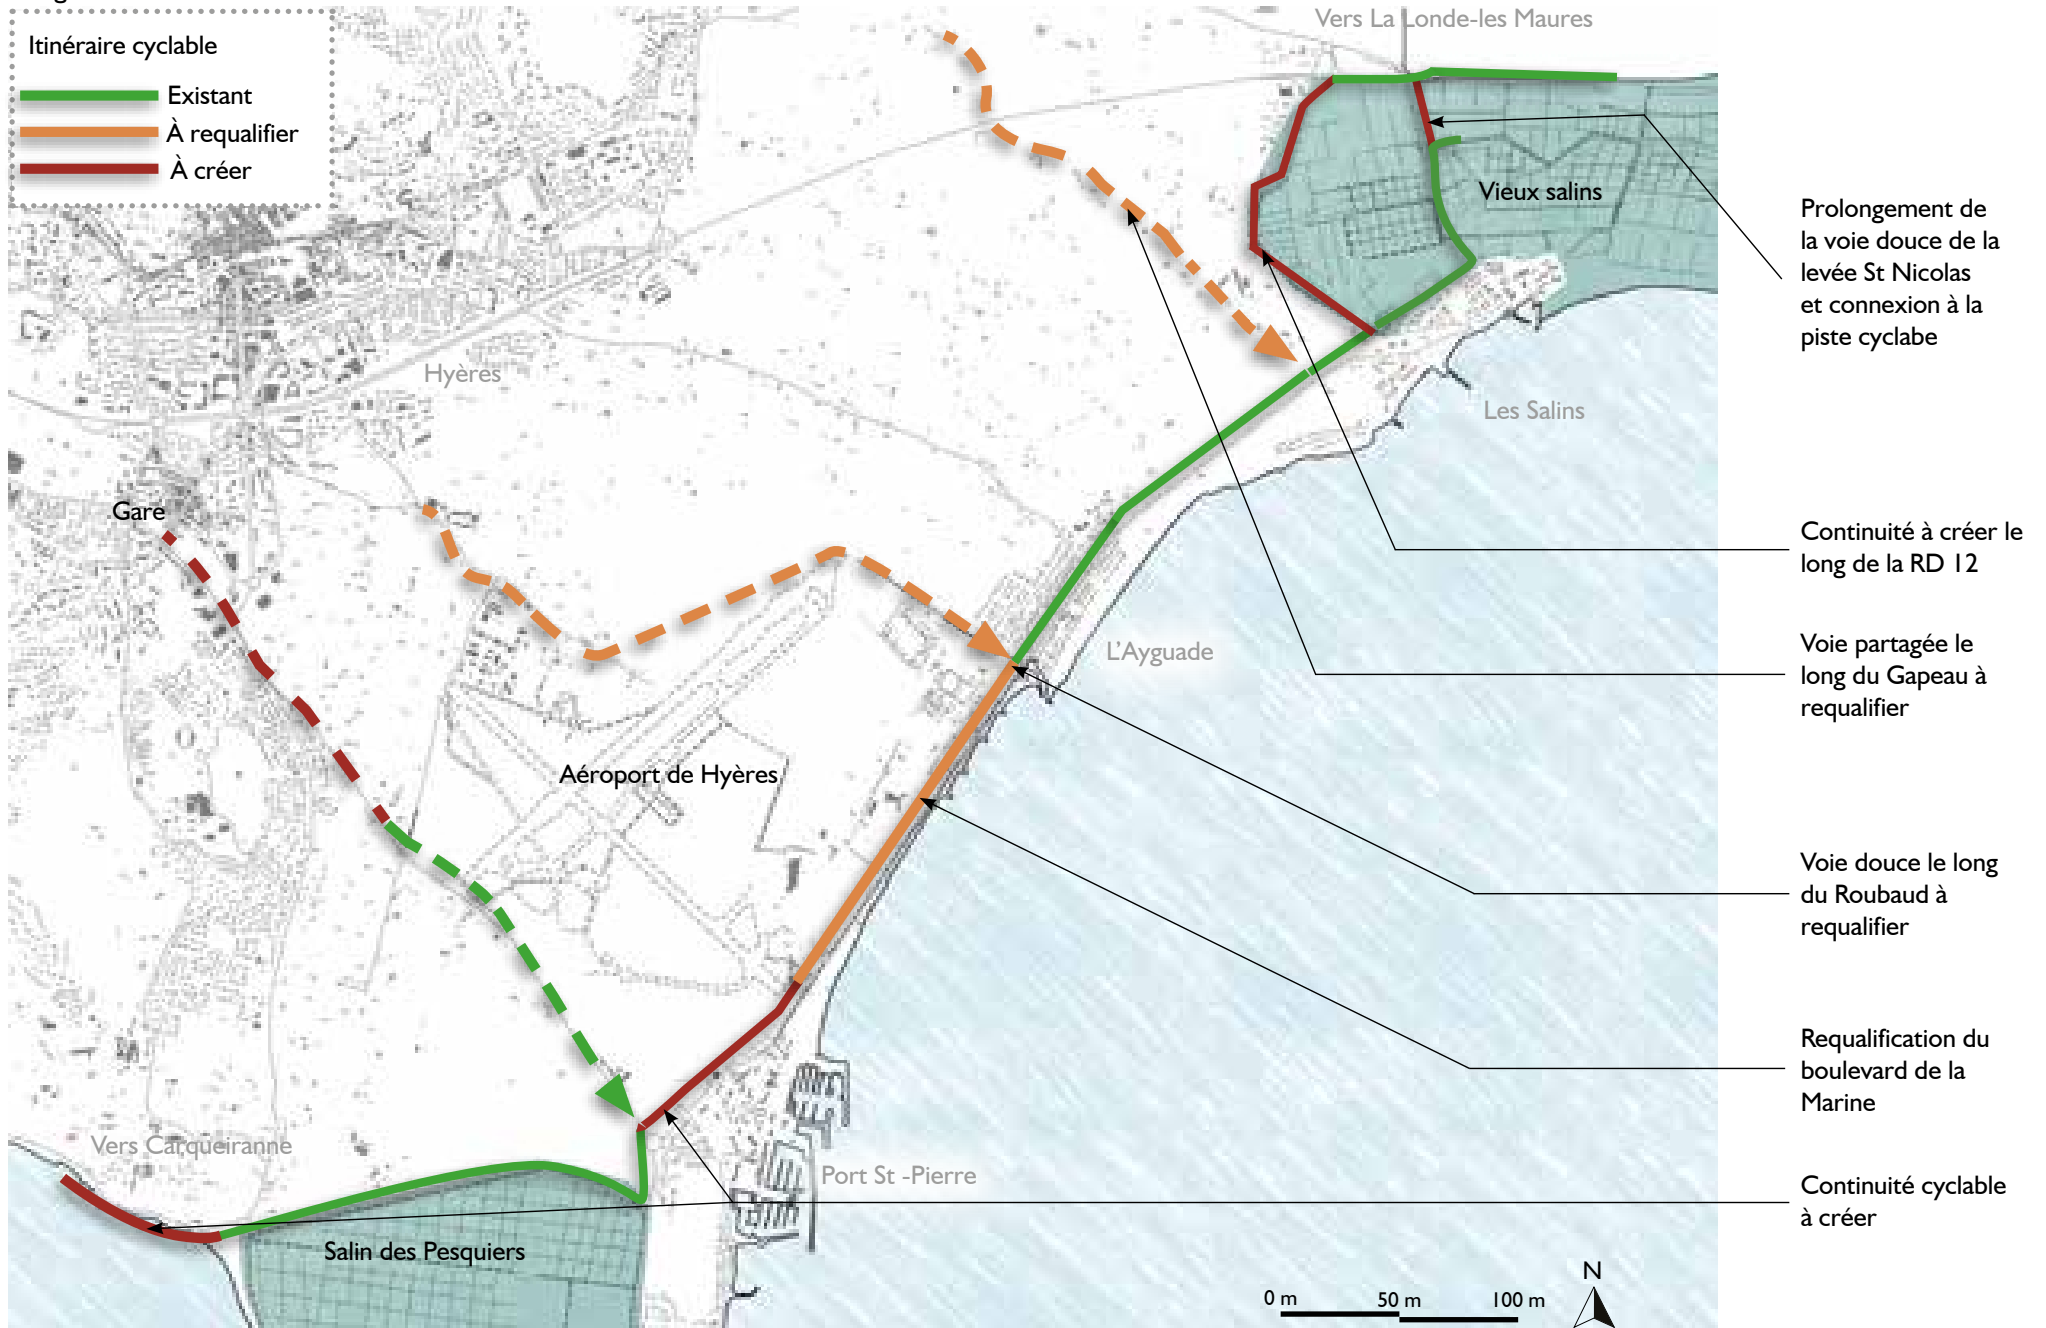 Itinéraire cyclable
Existant
À requalifier
À créer
Vers La Londe-les Maures
Vieux salins
Prolongement de
la voie douce de la
levée St Nicolas
et connexion à la
piste cyclabe
Hyères
Les Salins
Gare
Continuité à créer le
long de la RD 12
L'Ayguade
Voie partagée le
long du Gapeau à
requalifier
Aéroport de Hyères
Voie douce le long
du Roubaud à
requalifier
Requalification du
boulevard de la
Marine
Vers Carqueiranne
Port St -Pierre
Continuité cyclable
à créer
Salin des Pesquiers
N
0 m 50 m 100 m